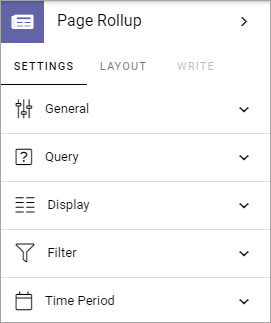 Page Rollup
SETTINGS LAYOUT WRITE
General
Query
Display
Filter
Time Period